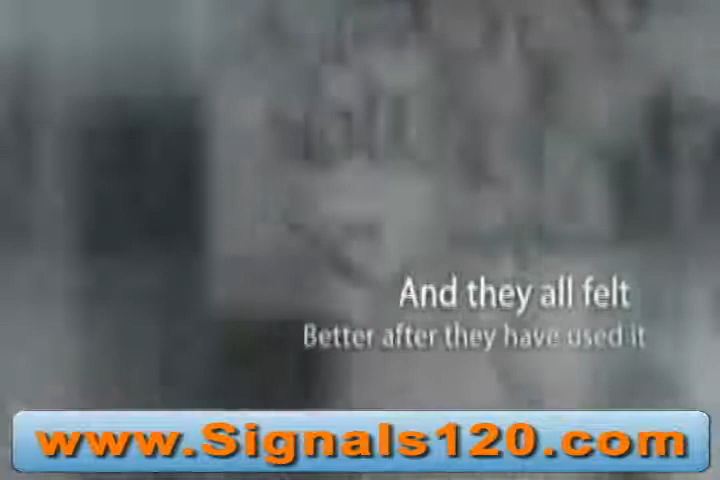 And they all felt
Better after they have used it
www.Signals120.com